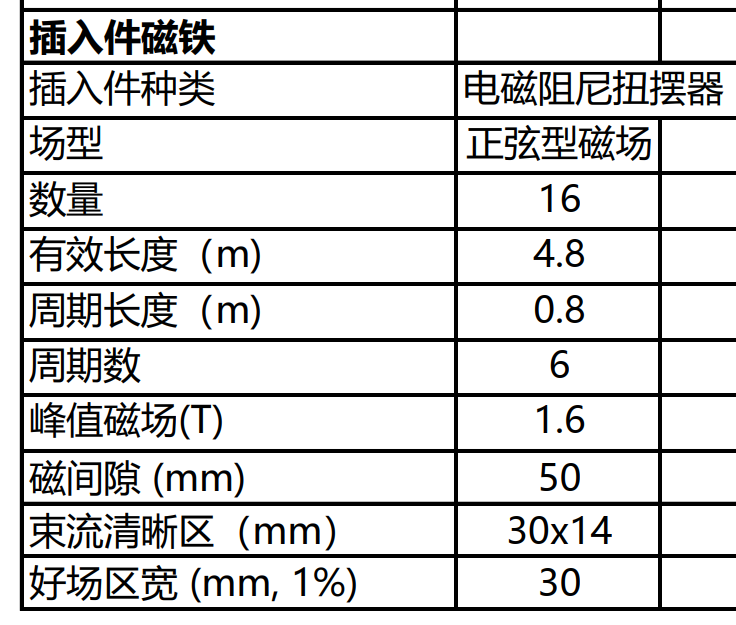 插入件磁铁
插入件种类 电磁阻尼扭摆器
场型 正弦型磁场
数量 16
有效长度（m) 4.8
周期长度（m) 0.8
周期数 6
峰值磁场(T) 1.6
磁间隙 (mm) 50
束流清晰区（mm） 30x14
好场区宽 (mm, 1%) 30